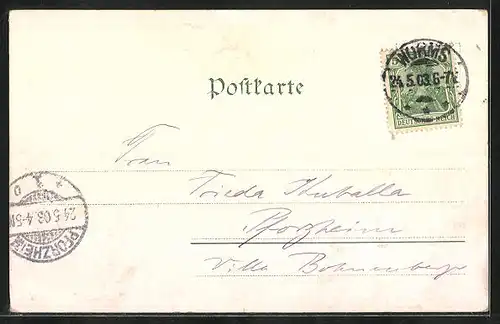 Postkarte
WORMS
24.5.03.6-7N
DEUTSCHES REICH
Frau
Frieda Kuballa
Pforzheim
Villa Bohnenberger
PFORZHEIM
24.5.03.4-5N